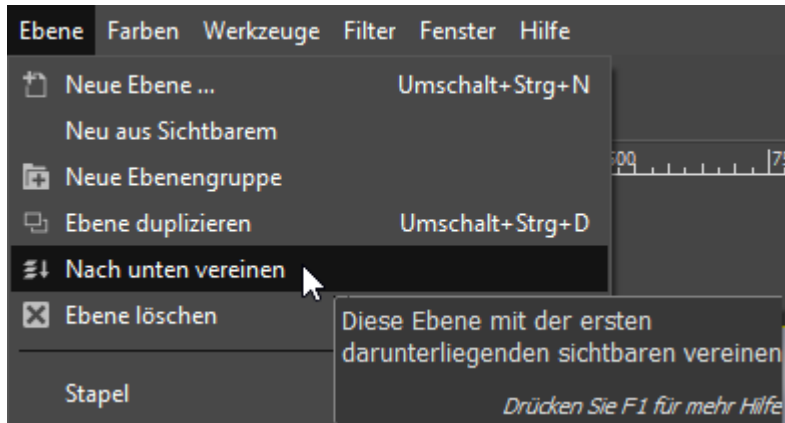 Ebene Farben Werkzeuge Filter Fenster Hilfe
Neue Ebene ... Umschalt+Strg+N
Neu aus Sichtbarem
Neue Ebenengruppe
Ebene duplizieren Umschalt+Strg+D
Nach unten vereinen
Ebene löschen
Diese Ebene mit der ersten
darunterliegenden sichtbaren vereinen
Drücken Sie F1 für mehr Hilfe
Stapel